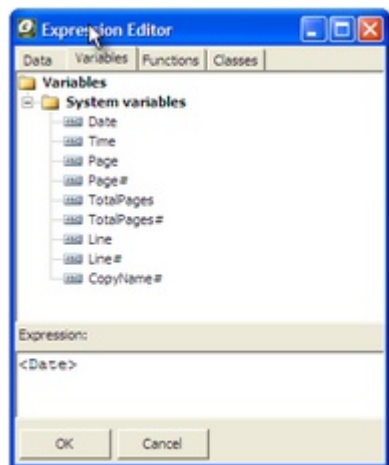 Expression Editor
Data Variables Functions Classes
Variables
System variables
Date
Time
Page
Page#
TotalPages
TotalPages#
Line
Line#
CopyName#
Expression:
<Date>
OK Cancel